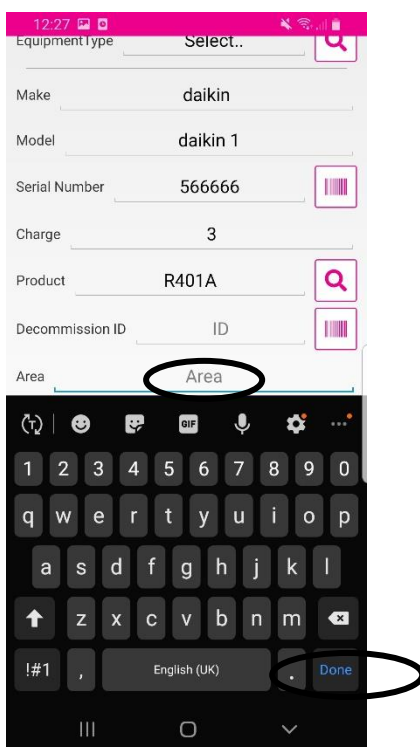 12:27
EquipmentType Select..
Make daikin
Model daikin 1
Serial Number 566666
Charge 3
Product R401A
Decommission ID ID
Area Area
GIF
1 2 3 4 5 6 7 8 9 0
q w e r t y u i o p
a s d f g h j k l
z x c v b n m
!#1 , English (UK) . Done